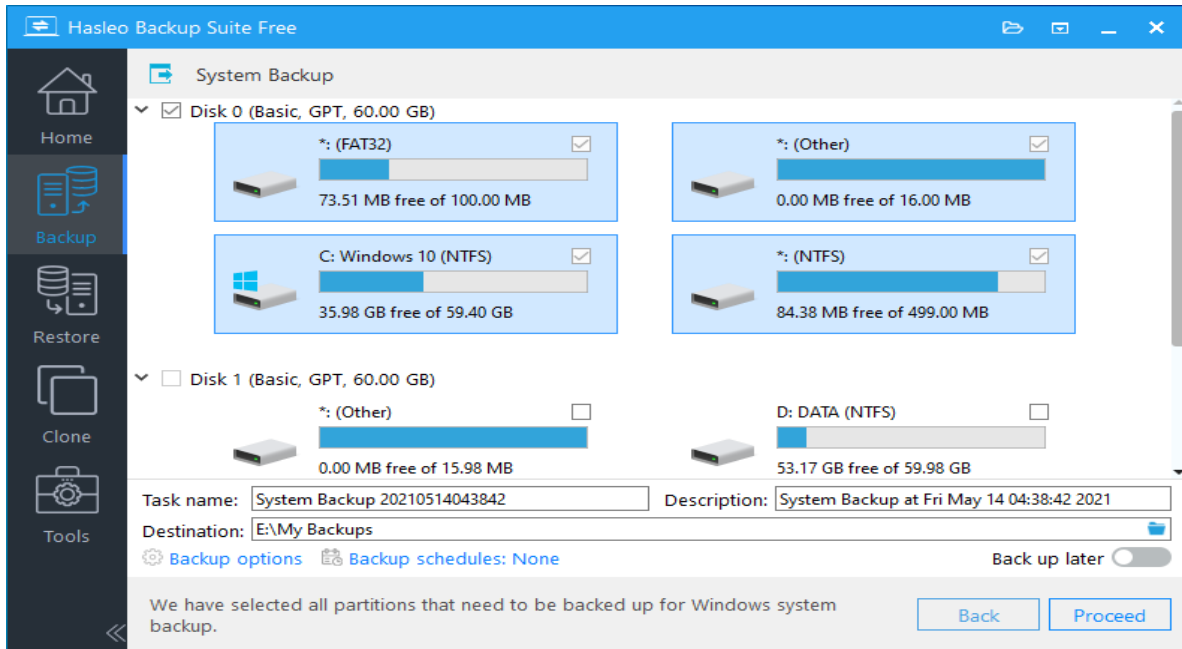 Hasleo Backup Suite Free
Home
Backup
Restore
Clone
Tools
System Backup
Disk 0 (Basic, GPT, 60.00 GB)
*: (FAT32)
73.51 MB free of 100.00 MB
*: (Other)
0.00 MB free of 16.00 MB
C: Windows 10 (NTFS)
35.98 GB free of 59.40 GB
*: (NTFS)
84.38 MB free of 499.00 MB
Disk 1 (Basic, GPT, 60.00 GB)
*: (Other)
0.00 MB free of 15.98 MB
D: DATA (NTFS)
53.17 GB free of 59.98 GB
Task name: System Backup 20210514043842
Description: System Backup at Fri May 14 04:38:42 2021
Destination: E:\My Backups
Backup options
Backup schedules: None
Back up later
We have selected all partitions that need to be backed up for Windows system
backup.
Back
Proceed